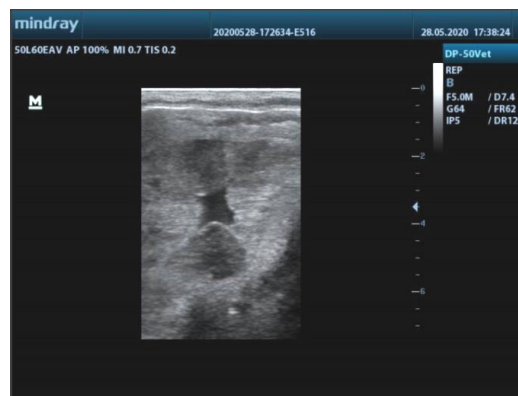 mindray
20200528-172634-E516
28.05.2020 17:38:24
50L60EAV AP 100% MI 0.7 TIS 0.2
DP-50Vet
REP
B
F5.0M / D7.4
G64 / FR62
IP5 / DR12
M
0
2
4
6